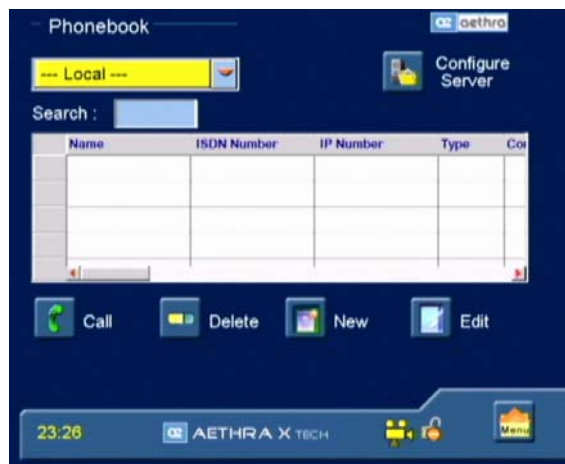 Phonebook
aethra
--- Local ---
Configure
Server
Search :
Name ISDN Number IP Number Type Cor
Call Delete New Edit
23:26 AETHRA X TECH Menu